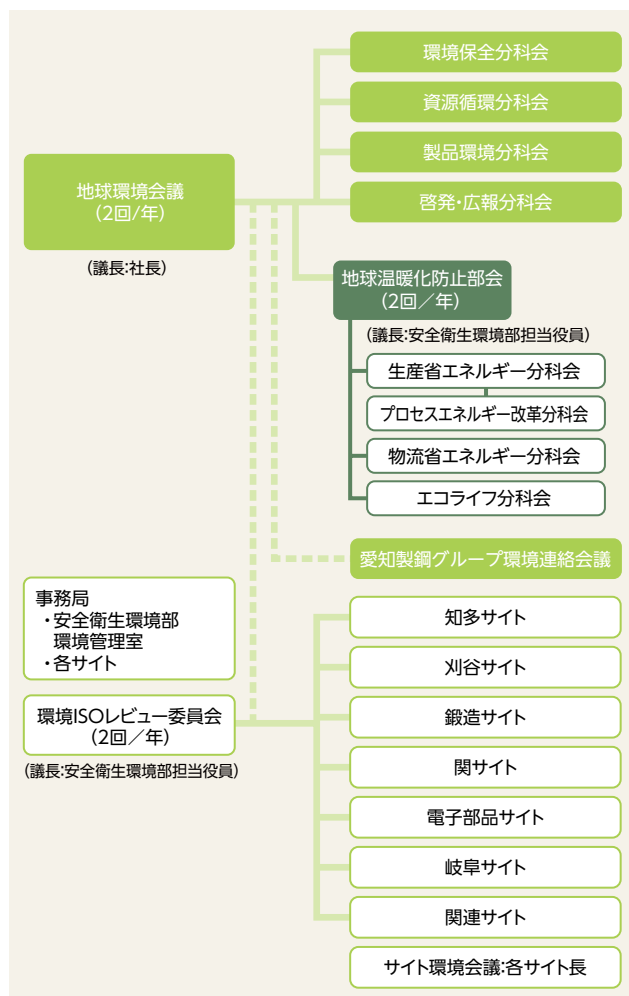 環境保全分科会
資源循環分科会
製品環境分科会
啓発・広報分科会
地球環境会議
(2回/年)
(議長:社長)
地球温暖化防止部会
(2回／年)
(議長:安全衛生環境部担当役員)
生産省エネルギー分科会
プロセスエネルギー改革分科会
物流省エネルギー分科会
エコライフ分科会
愛知製鋼グループ環境連絡会議
事務局
・安全衛生環境部
環境管理室
・各サイト
環境ISOレビュー委員会
(2回／年)
(議長:安全衛生環境部担当役員)
知多サイト
刈谷サイト
鍛造サイト
関サイト
電子部品サイト
岐阜サイト
関連サイト
サイト環境会議:各サイト長